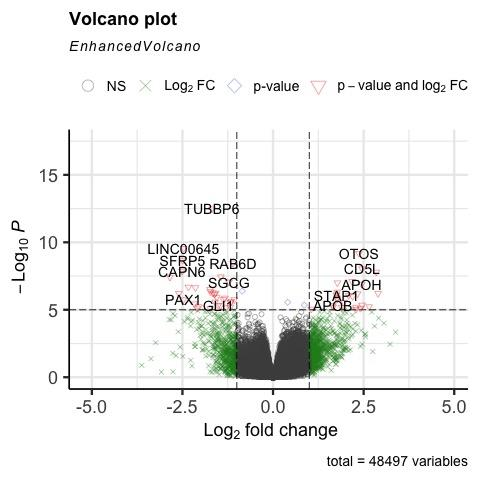 Volcano plot
EnhancedVolcano
NS Log₂ FC p-value p – value and log₂ FC
15
TUBBP6
10
LINC00645
OTOS
SFRP5 RAB6D
CD5L
CAPN6
SGCG
APOH
STAP1
PAX1
GLI1
APOB
5
0
-5.0 -2.5 0.0 2.5 5.0
–Log₁₀ P
Log₂ fold change
total = 48497 variables